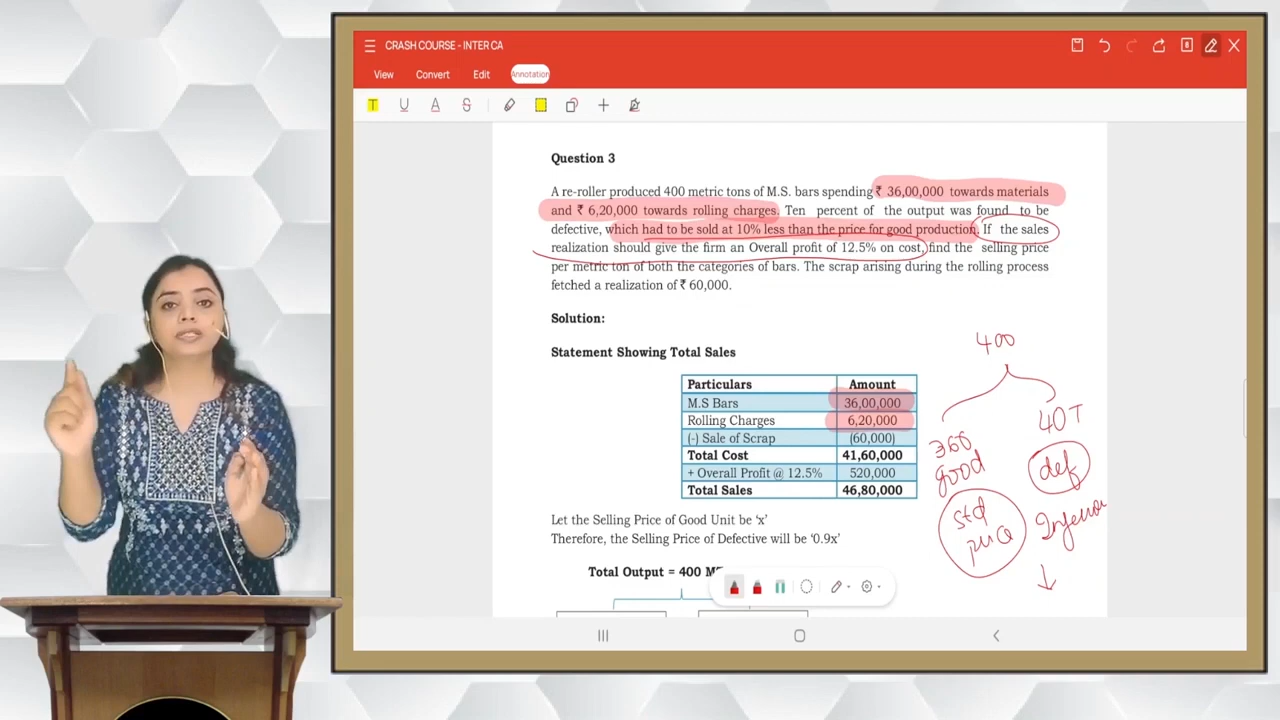 CRASH COURSE - INTER CA
View Convert Edit Annotation
Question 3
A re-roller produced 400 metric tons of M.S. bars spending ₹ 36,00,000 towards materials
and ₹ 6,20,000 towards rolling charges. Ten percent of the output was found to be
defective, which had to be sold at 10% less than the price for good production. If the sales
realization should give the firm an Overall profit of 12.5% on cost, find the selling price
per metric ton of both the categories of bars. The scrap arising during the rolling process
fetched a realization of ₹ 60,000.
Solution:
Statement Showing Total Sales
Particulars Amount
M.S Bars 36,00,000
Rolling Charges 6,20,000
(-) Sale of Scrap (60,000)
Total Cost 41,60,000
+ Overall Profit @ 12.5% 520,000
Total Sales 46,80,000
400
360 good
std price
40 T
def
Inferior
Let the Selling Price of Good Unit be ‘x’
Therefore, the Selling Price of Defective will be ‘0.9x’
Total Output = 400 MT